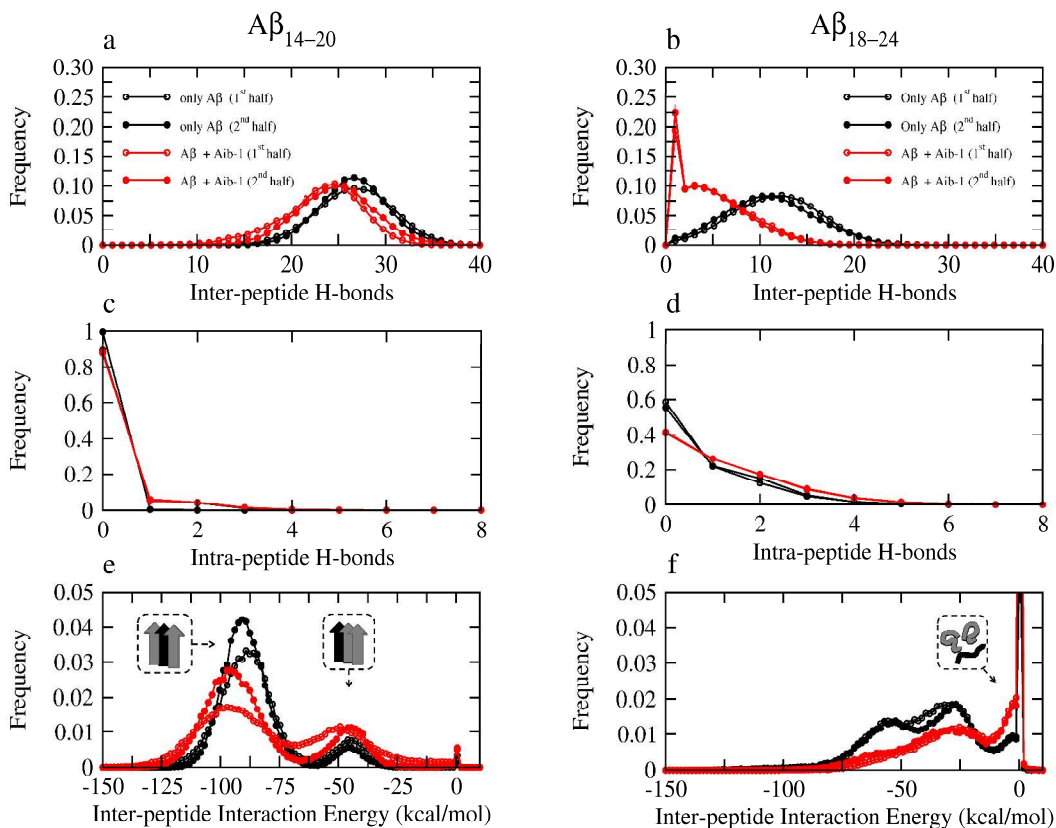 Aβ14–20
Aβ18–24
a
0.30
0.25
0.20
0.15
0.10
0.05
0
Frequency
only Aβ (1st half)
only Aβ (2nd half)
Aβ + Aib-1 (1st half)
Aβ + Aib-1 (2nd half)
0 10 20 30 40
Inter-peptide H-bonds
b
0.30
0.25
0.20
0.15
0.10
0.05
0
Frequency
Only Aβ (1st half)
Only Aβ (2nd half)
Aβ + Aib-1 (1st half)
Aβ + Aib-1 (2nd half)
0 10 20 30 40
Inter-peptide H-bonds
c
1
0.8
0.6
0.4
0.2
0
Frequency
0 2 4 6 8
Intra-peptide H-bonds
d
1
0.8
0.6
0.4
0.2
0
Frequency
0 2 4 6 8
Intra-peptide H-bonds
e
0.05
0.04
0.03
0.02
0.01
0
Frequency
-150 -125 -100 -75 -50 -25 0
Inter-peptide Interaction Energy (kcal/mol)
f
0.05
0.04
0.03
0.02
0.01
0
Frequency
-150 -100 -50 0
Inter-peptide Interaction Energy (kcal/mol)